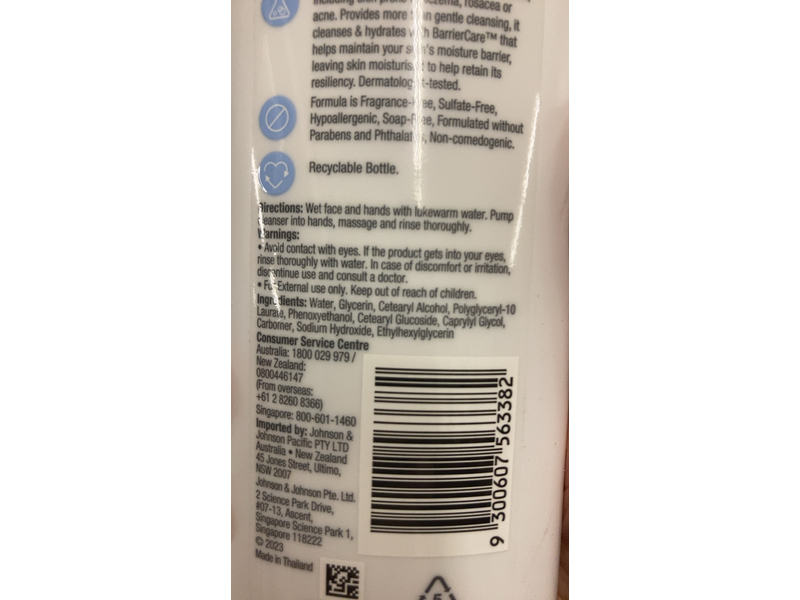 including skin prone eczema, rosacea or
acne. Provides more gentle cleansing, it
cleanses & hydrates BarrierCare™ that
helps maintain your moisture barrier,
leaving skin to help retain its
resiliency. Dermatologist-tested.
Formula is Fragrance-Free, Sulfate-Free,
Hypoallergenic, Soap-Free, Formulated without
Parabens and Phthalates, Non-comedogenic.
Recyclable Bottle.
Directions: Wet face and hands with lukewarm water. Pump
cleanser into hands, massage and rinse thoroughly.
Warnings:
• Avoid contact with eyes. If the product gets into your eyes,
rinse thoroughly with water. In case of discomfort or irritation,
discontinue use and consult a doctor.
• For External use only. Keep out of reach of children.
Ingredients: Water, Glycerin, Cetearyl Alcohol, Polyglyceryl-10
Laurate, Phenoxyethanol, Cetearyl Glucoside, Caprylyl Glycol,
Carbomer, Sodium Hydroxide, Ethylhexylglycerin
Consumer Service Centre
Australia: 1800 029 979 /
New Zealand:
0800446147
(From overseas:
+61 2 8260 8366)
Singapore: 800-601-1460
Imported by: Johnson &
Johnson Pacific PTY LTD
Australia • New Zealand
45 Jones Street, Ultimo,
NSW 2007
Johnson & Johnson Pte. Ltd.
2 Science Park Drive,
#07-13, Ascent,
Singapore Science Park 1,
Singapore 118222
© 2023
Made in Thailand
9 300607 563382
5